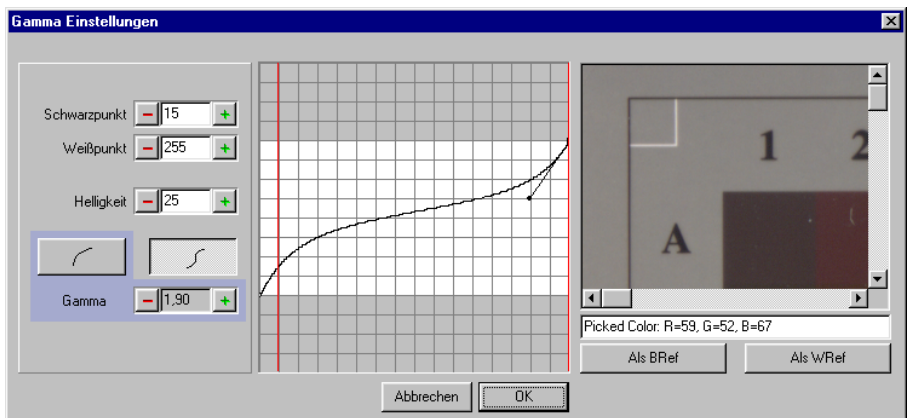 Gamma Einstellungen
Schwarzpunkt 15
Weißpunkt 255
Helligkeit 25
Gamma 1,90
1 2
A
Picked Color: R=59, G=52, B=67
Als BRef Als WRef
Abbrechen OK